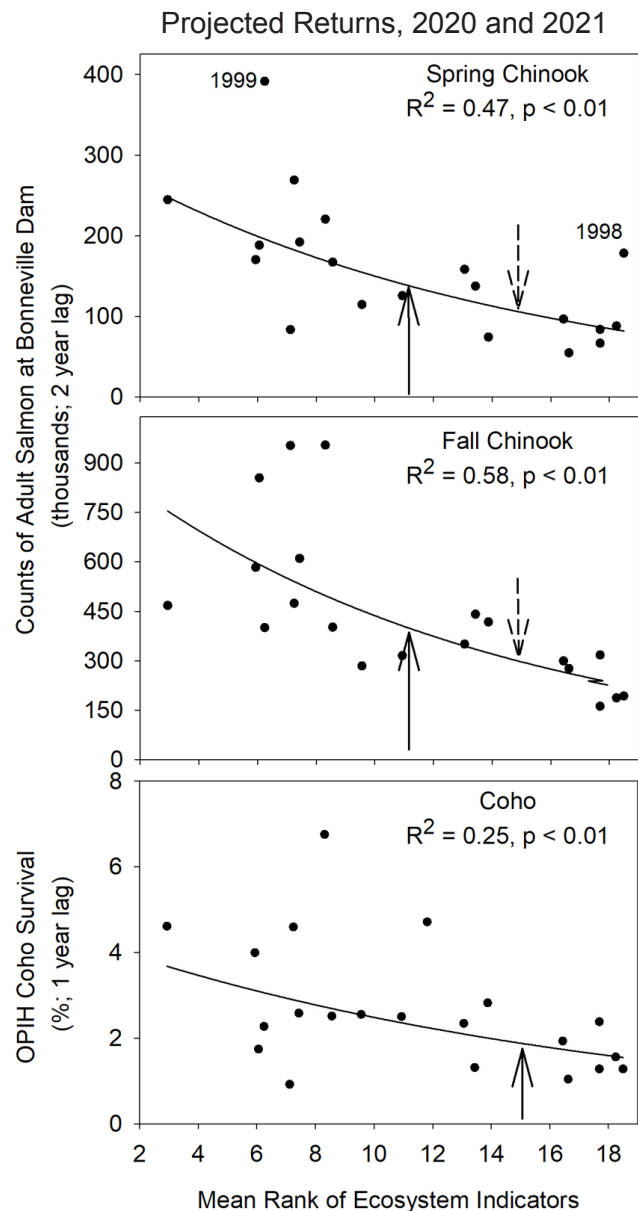 Projected Returns, 2020 and 2021
Counts of Adult Salmon at Bonneville Dam
(thousands; 2 year lag)
400
300
200
100
0
1999
Spring Chinook
R² = 0.47, p < 0.01
1998
900
750
600
450
300
150
0
Fall Chinook
R² = 0.58, p < 0.01
OPIH Coho Survival
(%; 1 year lag)
8
6
4
2
0
Coho
R² = 0.25, p < 0.01
2 4 6 8 10 12 14 16 18
Mean Rank of Ecosystem Indicators